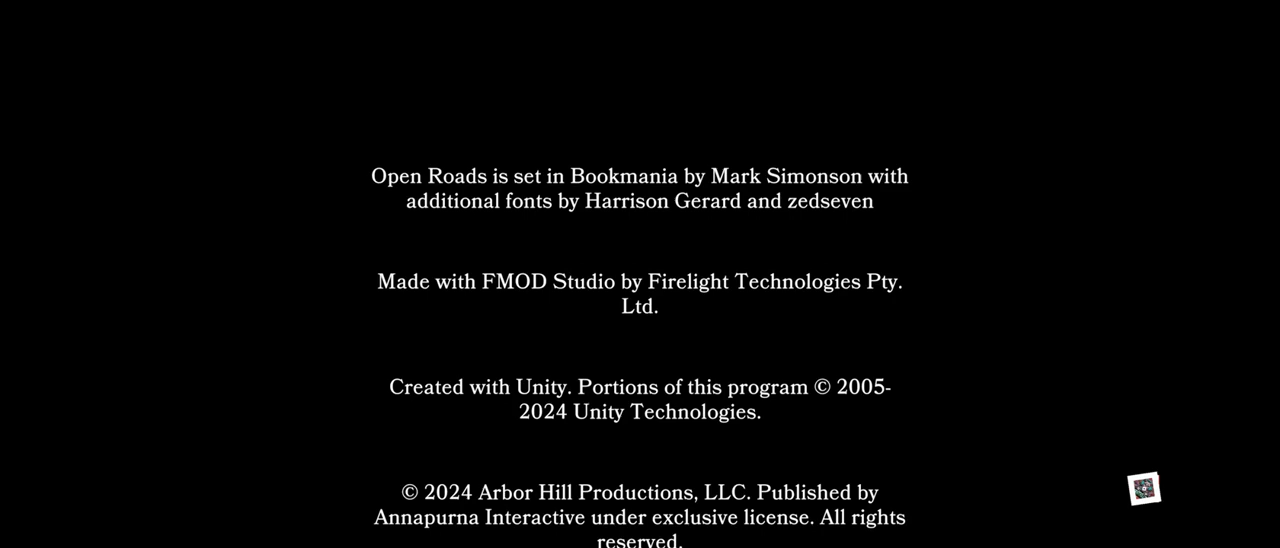 Open Roads is set in Bookmania by Mark Simonson with
additional fonts by Harrison Gerard and zedseven
Made with FMOD Studio by Firelight Technologies Pty.
Ltd.
Created with Unity. Portions of this program © 2005-
2024 Unity Technologies.
© 2024 Arbor Hill Productions, LLC. Published by
Annapurna Interactive under exclusive license. All rights
reserved.